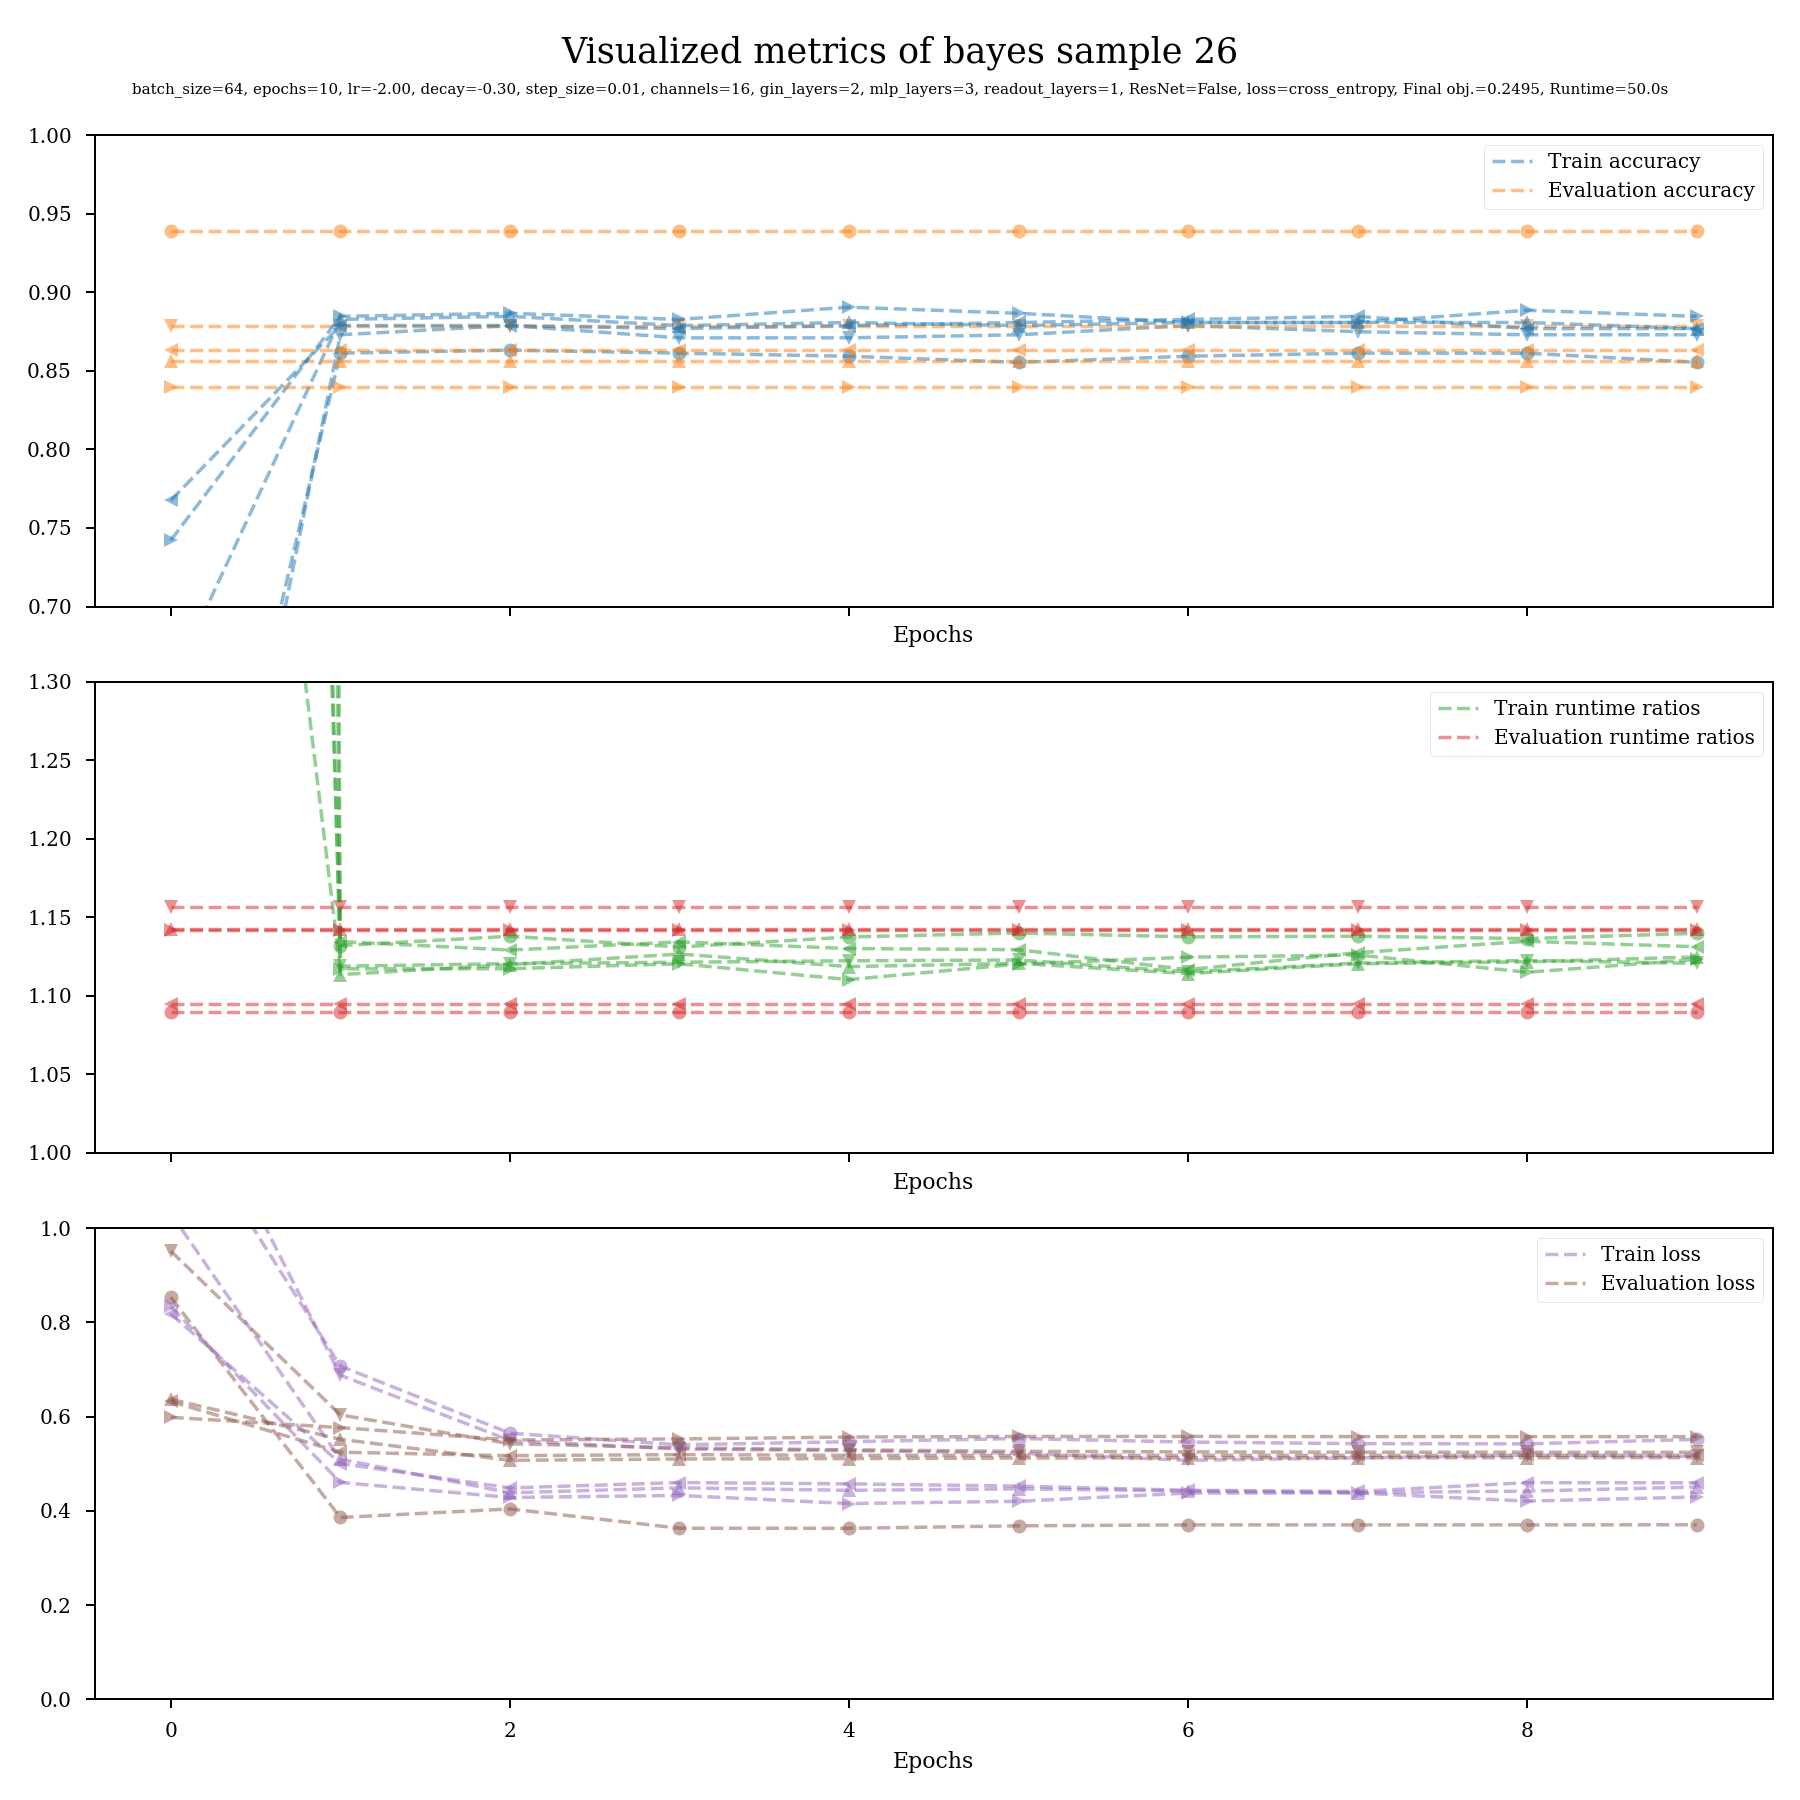 Visualized metrics of bayes sample 26
batch_size=64, epochs=10, lr=-2.00, decay=-0.30, step_size=0.01, channels=16, gin_layers=2, mlp_layers=3, readout_layers=1, ResNet=False, loss=cross_entropy, Final obj.=0.2495, Runtime=50.0s
1.00
0.95
0.90
0.85
0.80
0.75
0.70
Train accuracy
Evaluation accuracy
Epochs
1.30
1.25
1.20
1.15
1.10
1.05
1.00
Train runtime ratios
Evaluation runtime ratios
Epochs
1.0
0.8
0.6
0.4
0.2
0.0
Train loss
Evaluation loss
0 2 4 6 8
Epochs